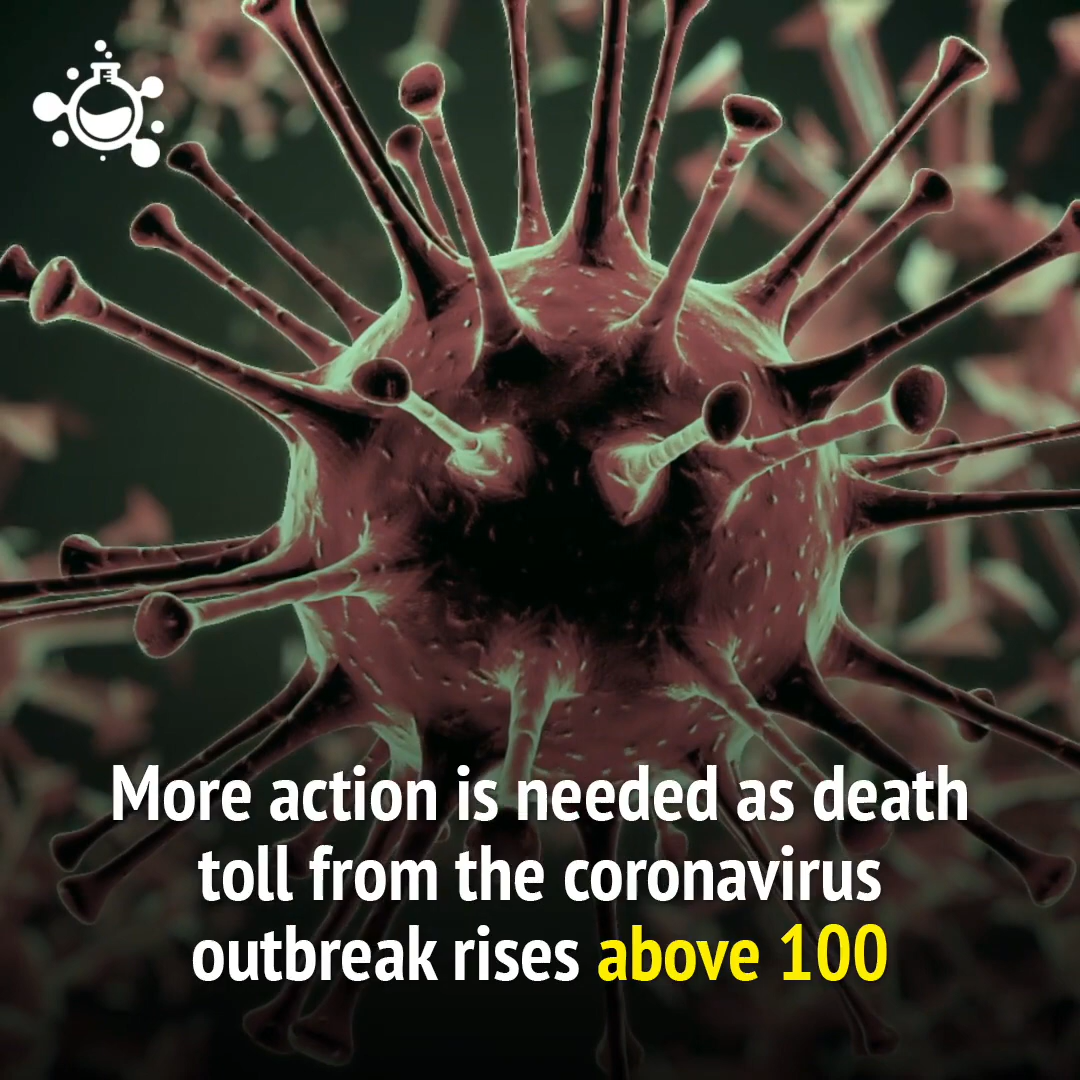 More action is needed as death
toll from the coronavirus
outbreak rises above 100